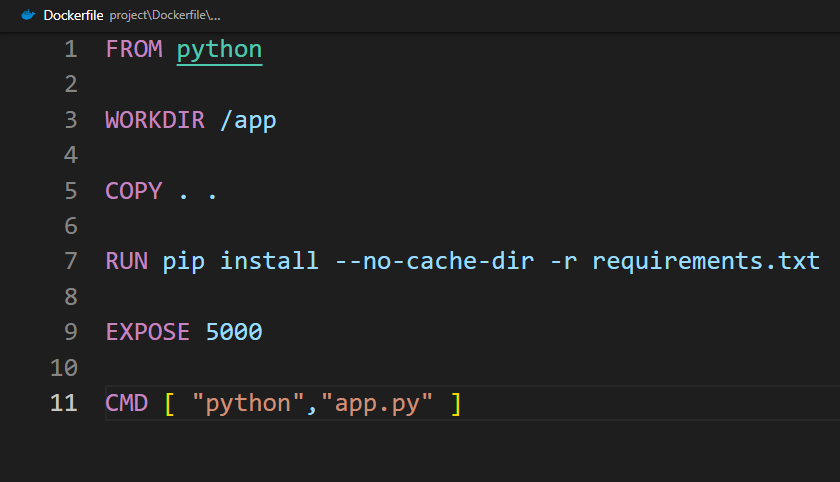 Dockerfile project\Dockerfile\...
1 FROM python
2
3 WORKDIR /app
4
5 COPY . .
6
7 RUN pip install --no-cache-dir -r requirements.txt
8
9 EXPOSE 5000
10
11 CMD [ "python","app.py" ]